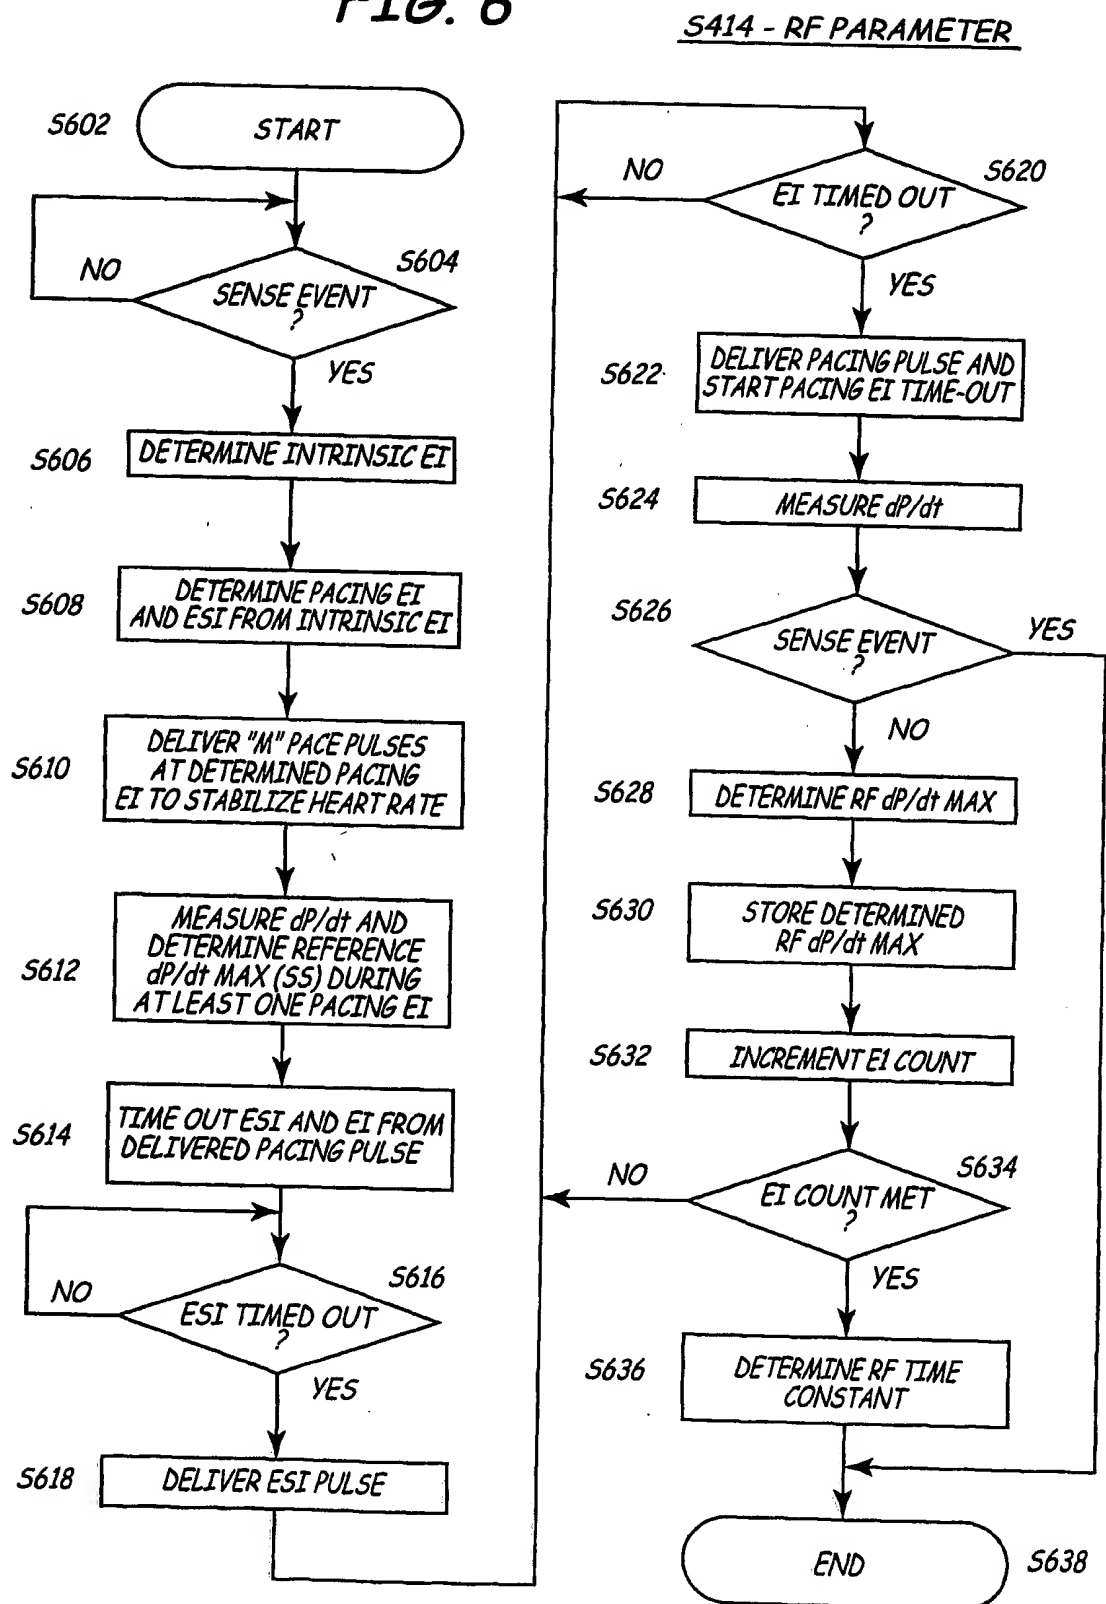 FIG. 6
S414 - RF PARAMETER
S602
START
S604
SENSE EVENT
?
NO
YES
S606
DETERMINE INTRINSIC EI
S608
DETERMINE PACING EI
AND ESI FROM INTRINSIC EI
S610
DELIVER "M" PACE PULSES
AT DETERMINED PACING
EI TO STABILIZE HEART RATE
S612
MEASURE dP/dt AND
DETERMINE REFERENCE
dP/dt MAX (SS) DURING
AT LEAST ONE PACING EI
S614
TIME OUT ESI AND EI FROM
DELIVERED PACING PULSE
S616
ESI TIMED OUT
?
NO
YES
S618
DELIVER ESI PULSE
S620
EI TIMED OUT
?
NO
YES
S622
DELIVER PACING PULSE AND
START PACING EI TIME-OUT
S624
MEASURE dP/dt
S626
SENSE EVENT
?
YES
NO
S628
DETERMINE RF dP/dt MAX
S630
STORE DETERMINED
RF dP/dt MAX
S632
INCREMENT E1 COUNT
S634
EI COUNT MET
?
NO
YES
S636
DETERMINE RF TIME
CONSTANT
END
S638